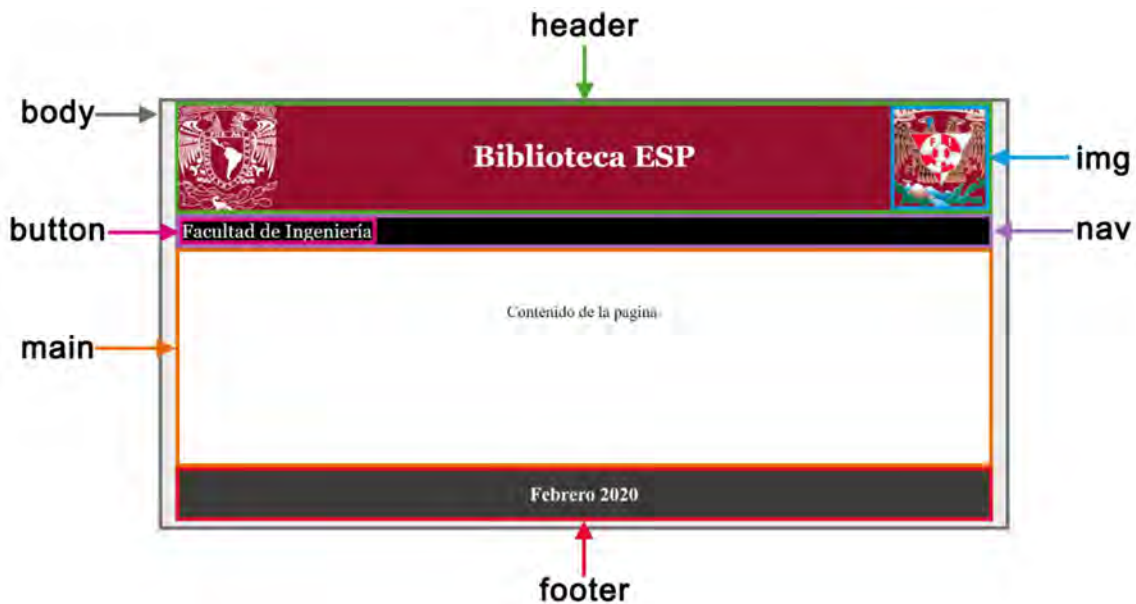 header
body
Biblioteca ESP
img
button
Facultad de Ingeniería
nav
Contenido de la pagina
main
Febrero 2020
footer